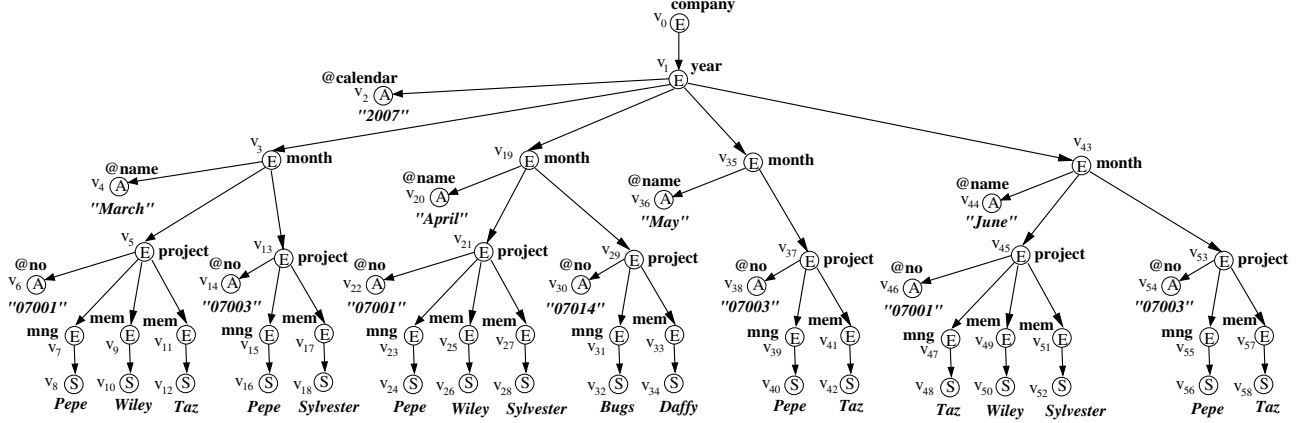 company
v0 E
year
v1 E
@calendar
v2 A
"2007"
v3 E month
v19 E month
v35 E month
v43 E month
@name
v4 A
"March"
@name
v20 A
"April"
@name
v36 A
"May"
@name
v44 A
"June"
v5 E project
v13 E project
v21 E project
v29 E project
v37 E project
v45 E project
v53 E project
@no
v6 A
"07001"
@no
v14 A
"07003"
@no
v22 A
"07001"
@no
v30 A
"07014"
@no
v38 A
"07003"
@no
v46 A
"07001"
@no
v54 A
"07003"
mng mem mem mng mem mng mem mem mng mem mng mem mng mem mem mng mem
E E E E E E E E E E E E E E E E E
v7 v9 v11 v15 v17 v23 v25 v27 v31 v33 v39 v41 v47 v49 v51 v55 v57
v8 S v10 S v12 S v16 S v18 S v24 S v26 S v28 S v32 S v34 S v40 S v42 S v48 S v50 S v52 S v56 S v58 S
Pepe Wiley Taz Pepe Sylvester Pepe Wiley Sylvester Bugs Daffy Pepe Taz Taz Wiley Sylvester Pepe Taz